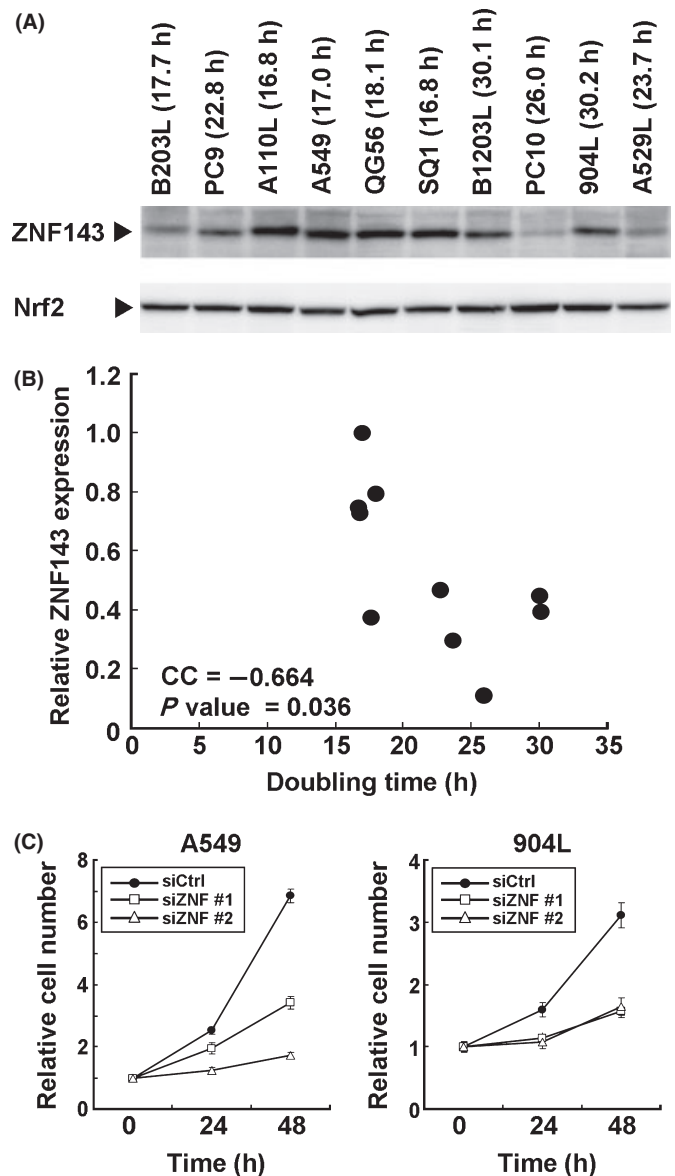 (A)
B203L (17.7 h)
PC9 (22.8 h)
A110L (16.8 h)
A549 (17.0 h)
QG56 (18.1 h)
SQ1 (16.8 h)
B1203L (30.1 h)
PC10 (26.0 h)
904L (30.2 h)
A529L (23.7 h)
ZNF143
Nrf2
(B)
Relative ZNF143 expression
1.2
1.0
0.8
0.6
0.4
0.2
0
CC = −0.664
P value = 0.036
0 5 10 15 20 25 30 35
Doubling time (h)
(C)
A549
Relative cell number
8
6
4
2
0
siCtrl
siZNF #1
siZNF #2
0 24 48
Time (h)
904L
Relative cell number
4
3
2
1
0
siCtrl
siZNF #1
siZNF #2
0 24 48
Time (h)